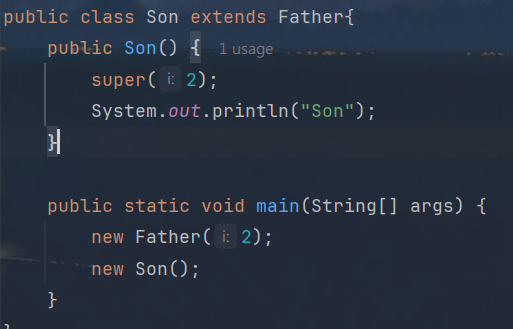 public class Son extends Father{
public Son() { 1 usage
super( i: 2);
System.out.println("Son");
}
public static void main(String[] args) {
new Father( i: 2);
new Son();
}
}